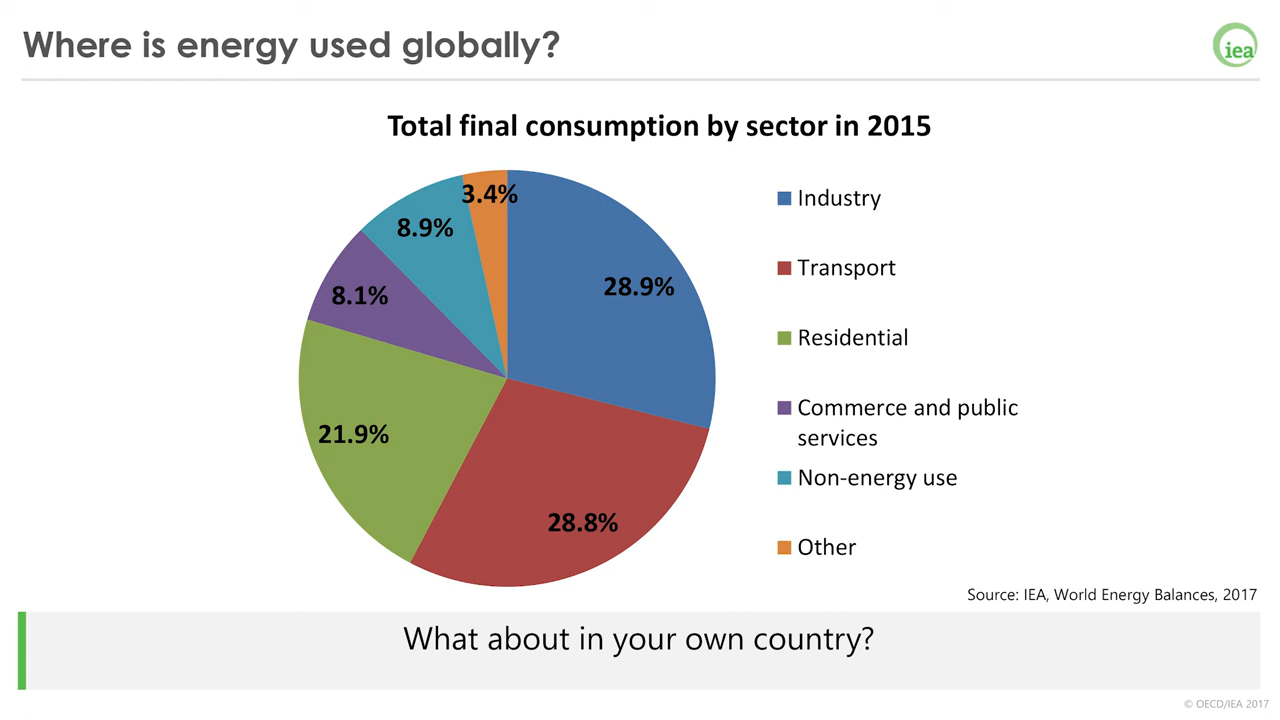 Where is energy used globally?
iea
Total final consumption by sector in 2015
3.4%
8.9%
8.1%
28.9%
21.9%
28.8%
Industry
Transport
Residential
Commerce and public
services
Non-energy use
Other
Source: IEA, World Energy Balances, 2017
What about in your own country?
© OECD/IEA 2017